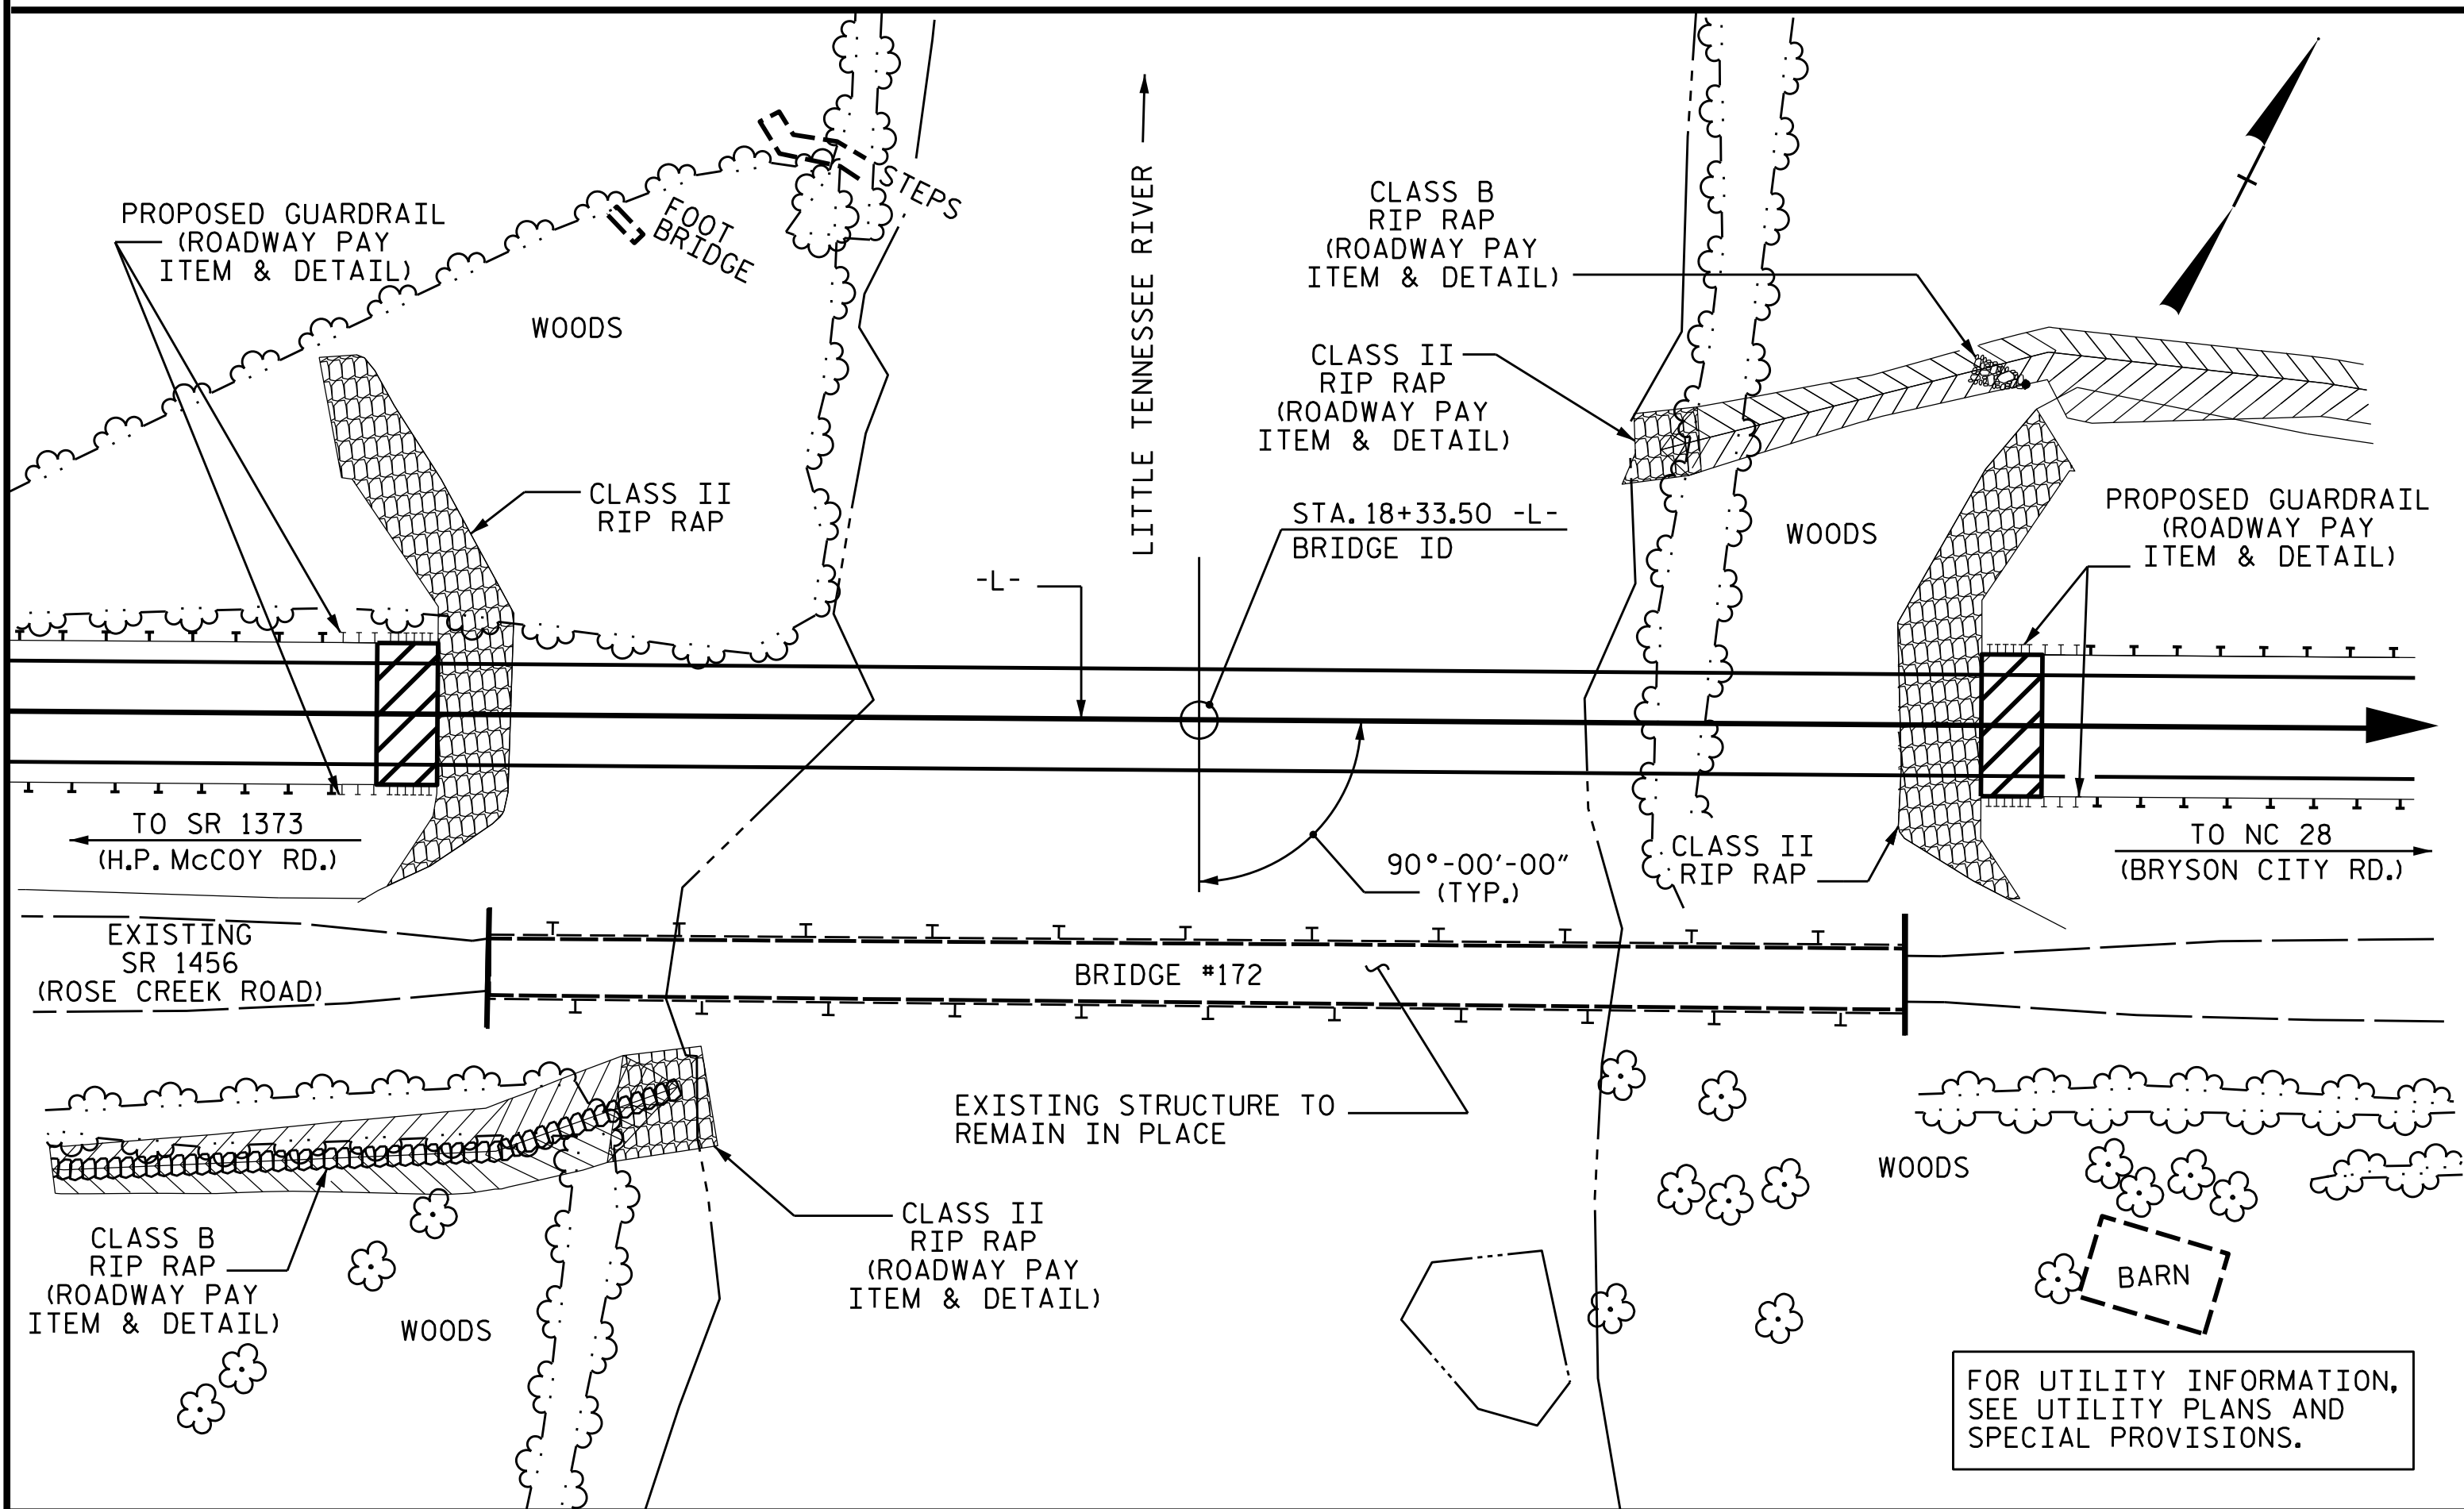 PROPOSED GUARDRAIL
(ROADWAY PAY
ITEM & DETAIL)
FOOT
BRIDGE
STEPS
WOODS
CLASS II
RIP RAP
LITTLE TENNESSEE RIVER
CLASS B
RIP RAP
(ROADWAY PAY
ITEM & DETAIL)
CLASS II
RIP RAP
(ROADWAY PAY
ITEM & DETAIL)
STA. 18+33.50 -L-
BRIDGE ID
-L-
WOODS
PROPOSED GUARDRAIL
(ROADWAY PAY
ITEM & DETAIL)
TO SR 1373
(H.P. McCOY RD.)
90°-00'-00"
(TYP.)
CLASS II
RIP RAP
TO NC 28
(BRYSON CITY RD.)
EXISTING
SR 1456
(ROSE CREEK ROAD)
BRIDGE #172
EXISTING STRUCTURE TO
REMAIN IN PLACE
CLASS B
RIP RAP
(ROADWAY PAY
ITEM & DETAIL)
WOODS
CLASS II
RIP RAP
(ROADWAY PAY
ITEM & DETAIL)
WOODS
BARN
FOR UTILITY INFORMATION,
SEE UTILITY PLANS AND
SPECIAL PROVISIONS.